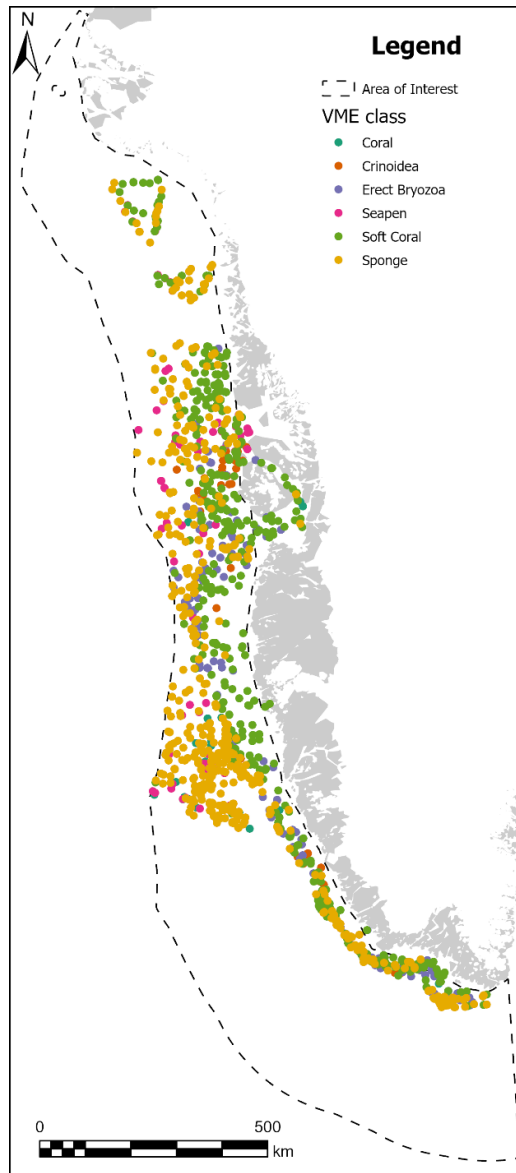 N
Legend
Area of Interest
VME class
Coral
Crinoidea
Erect Bryozoa
Seapen
Soft Coral
Sponge
0 500
km